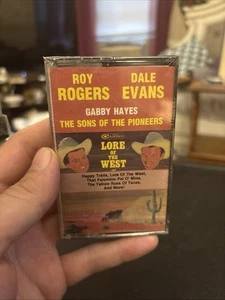 ROY DALE
ROGERS EVANS
GABBY HAYES
THE SONS OF THE PIONEERS
LORE
OF THE
WEST
Happy Trails, Lore Of The West,
That Palomino Pal O' Mine,
The Yellow Rose Of Texas,
And More!